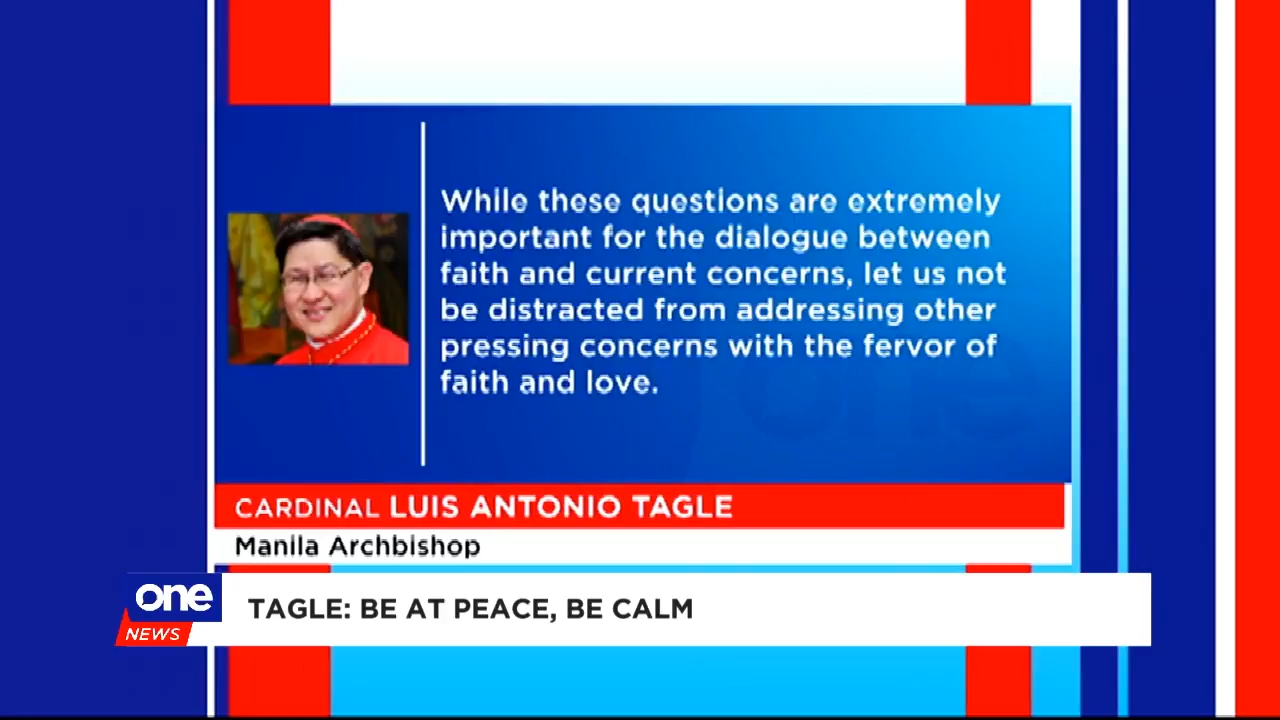 While these questions are extremely
important for the dialogue between
faith and current concerns, let us not
be distracted from addressing other
pressing concerns with the fervor of
faith and love.
CARDINAL LUIS ANTONIO TAGLE
Manila Archbishop
one
NEWS
TAGLE: BE AT PEACE, BE CALM